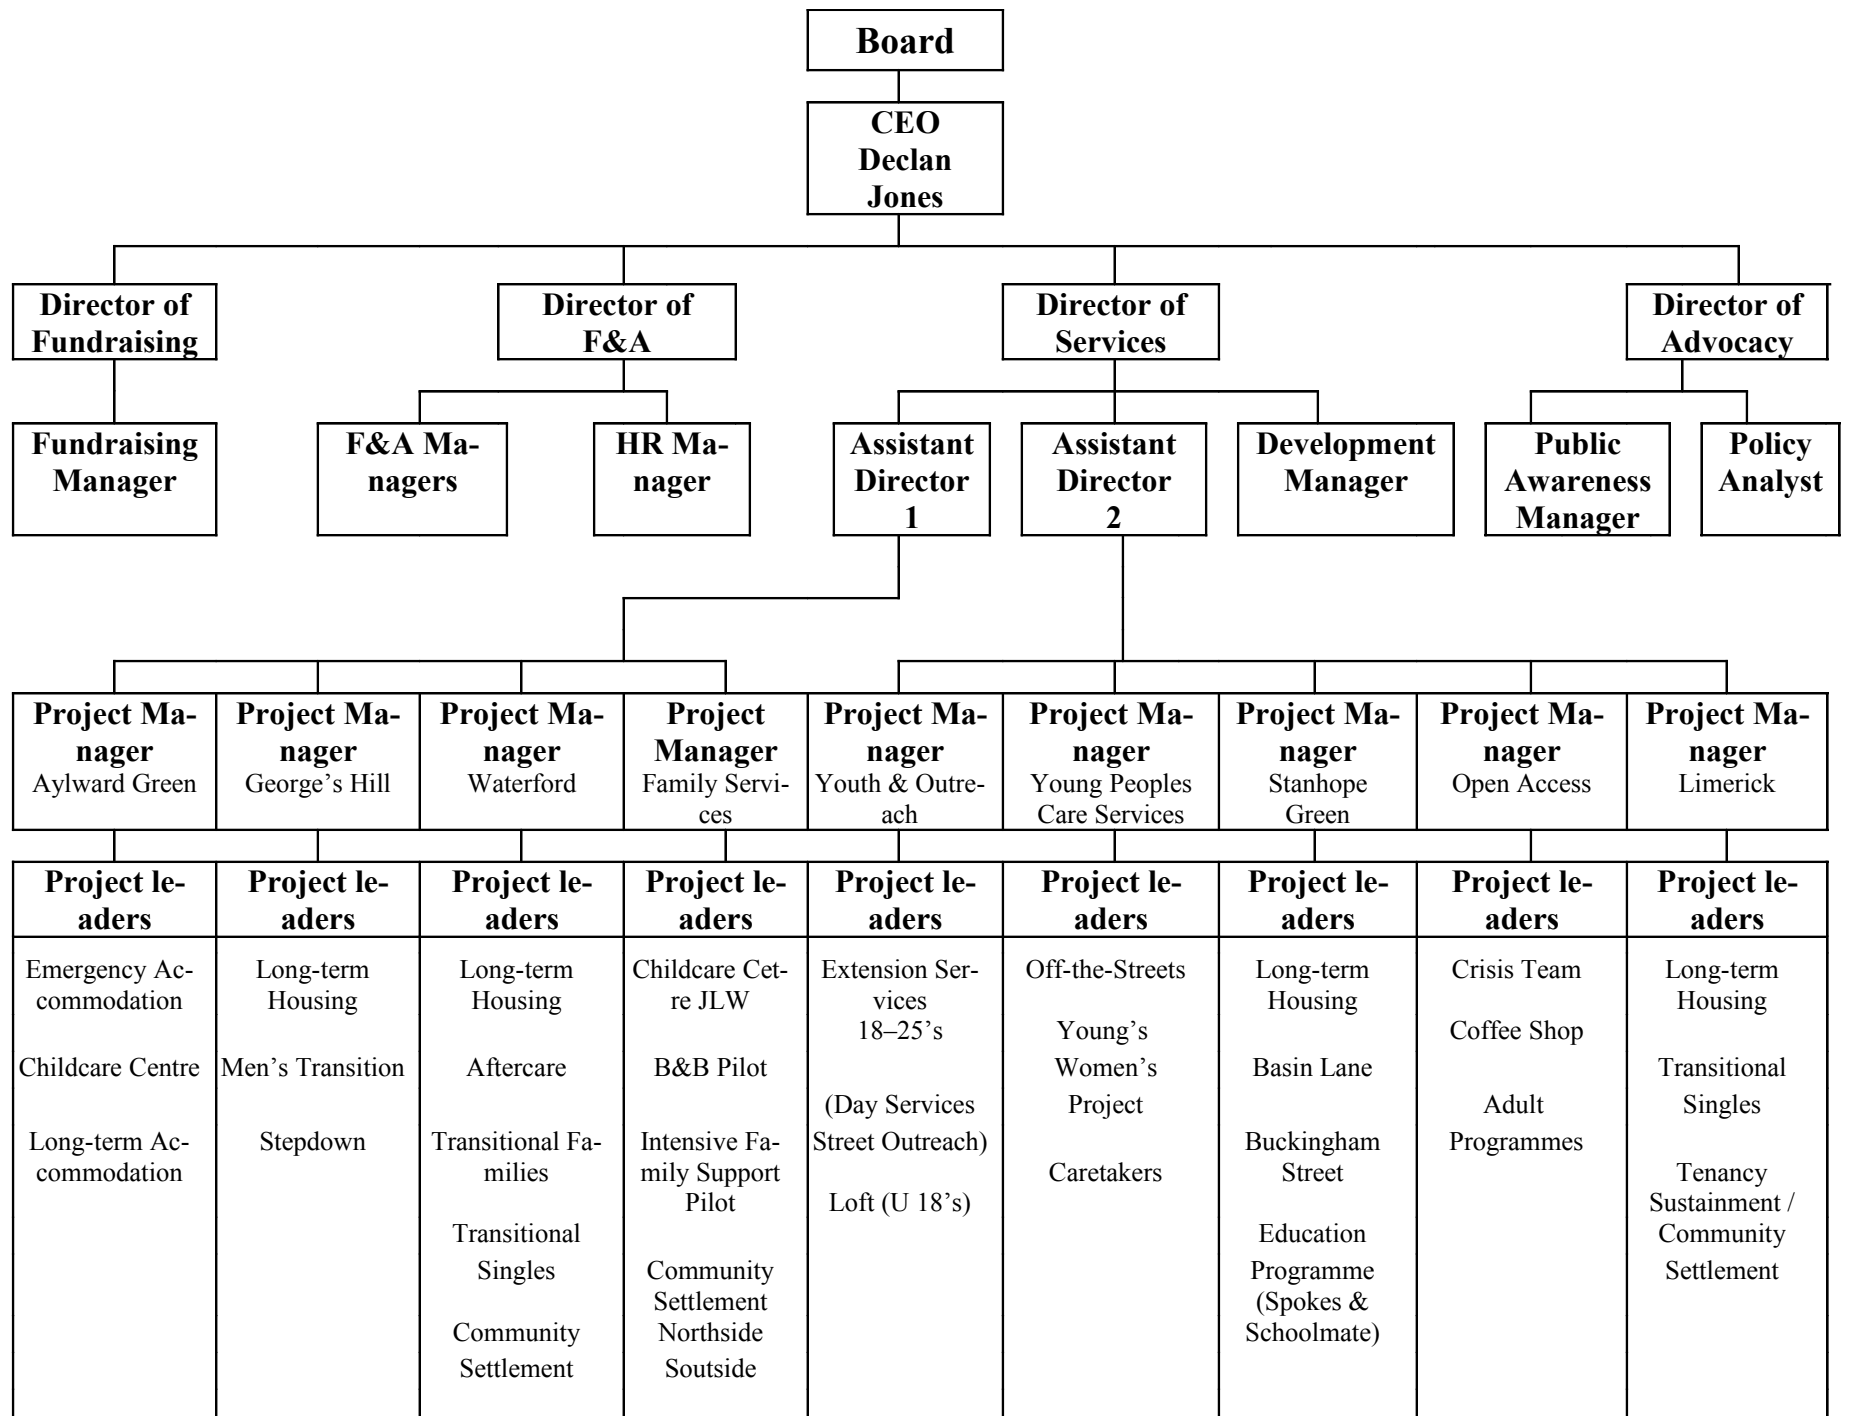 Board
CEO
Declan
Jones
Director of
Fundraising
Director of
F&A
Director of
Services
Director of
Advocacy
Fundraising
Manager
F&A Ma-
nagers
HR Ma-
nager
Assistant
Director
1
Assistant
Director
2
Development
Manager
Public
Awareness
Manager
Policy
Analyst
Project Ma-
nager
Aylward Green
Project Ma-
nager
George’s Hill
Project Ma-
nager
Waterford
Project
Manager
Family Servi-
ces
Project Ma-
nager
Youth & Outre-
ach
Project Ma-
nager
Young Peoples
Care Services
Project Ma-
nager
Stanhope
Green
Project Ma-
nager
Open Access
Project Ma-
nager
Limerick
Project le-
aders
Emergency Ac-
commodation
Childcare Centre
Long-term Ac-
commodation
Project le-
aders
Long-term
Housing
Men’s Transition
Stepdown
Project le-
aders
Long-term
Housing
Aftercare
Transitional Fa-
milies
Transitional
Singles
Community
Settlement
Project le-
aders
Childcare Cet-
re JLW
B&B Pilot
Intensive Fa-
mily Support
Pilot
Community
Settlement
Northside
Soutside
Project le-
aders
Extension Ser-
vices
18–25’s
(Day Services
Street Outreach)
Loft (U 18’s)
Project le-
aders
Off-the-Streets
Young’s
Women’s
Project
Caretakers
Project le-
aders
Long-term
Housing
Basin Lane
Buckingham
Street
Education
Programme
(Spokes &
Schoolmate)
Project le-
aders
Crisis Team
Coffee Shop
Adult
Programmes
Project le-
aders
Long-term
Housing
Transitional
Singles
Tenancy
Sustainment /
Community
Settlement